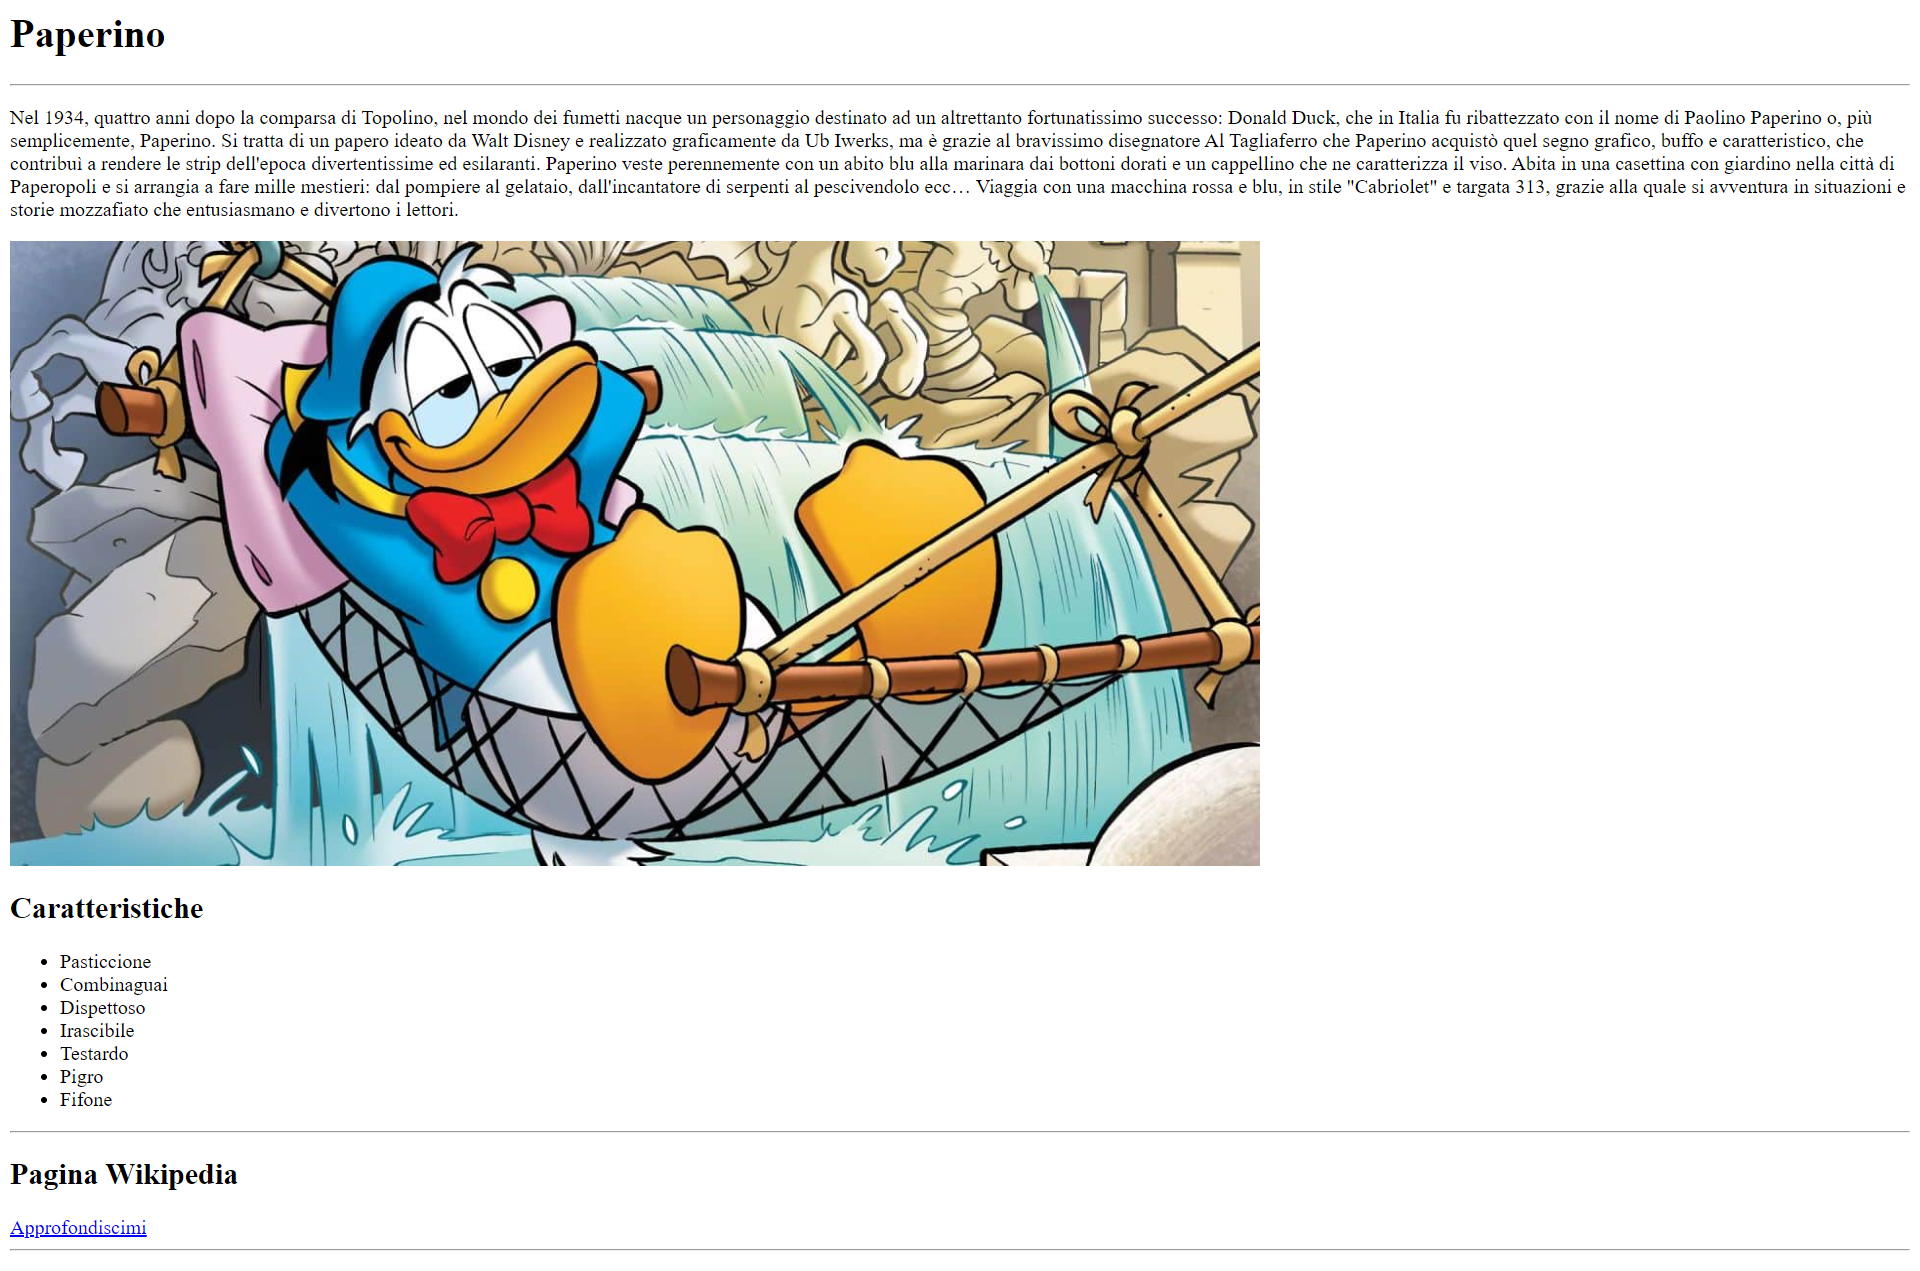 Paperino
Nel 1934, quattro anni dopo la comparsa di Topolino, nel mondo dei fumetti nacque un personaggio destinato ad un altrettanto fortunatissimo successo: Donald Duck, che in Italia fu ribattezzato con il nome di Paolino Paperino o, più
semplicemente, Paperino. Si tratta di un papero ideato da Walt Disney e realizzato graficamente da Ub Iwerks, ma è grazie al bravissimo disegnatore Al Tagliaferro che Paperino acquistò quel segno grafico, buffo e caratteristico, che
contribuì a rendere le strip dell'epoca divertentissime ed esilaranti. Paperino veste perennemente con un abito blu alla marinara dai bottoni dorati e un cappellino che ne caratterizza il viso. Abita in una casettina con giardino nella città di
Paperopoli e si arrangia a fare mille mestieri: dal pompiere al gelataio, dall'incantatore di serpenti al pescivendolo ecc… Viaggia con una macchina rossa e blu, in stile "Cabriolet" e targata 313, grazie alla quale si avventura in situazioni e
storie mozzafiato che entusiasmano e divertono i lettori.
Caratteristiche
• Pasticcione
• Combinaguai
• Dispettoso
• Irascibile
• Testardo
• Pigro
• Fifone
Pagina Wikipedia
Approfondiscimi